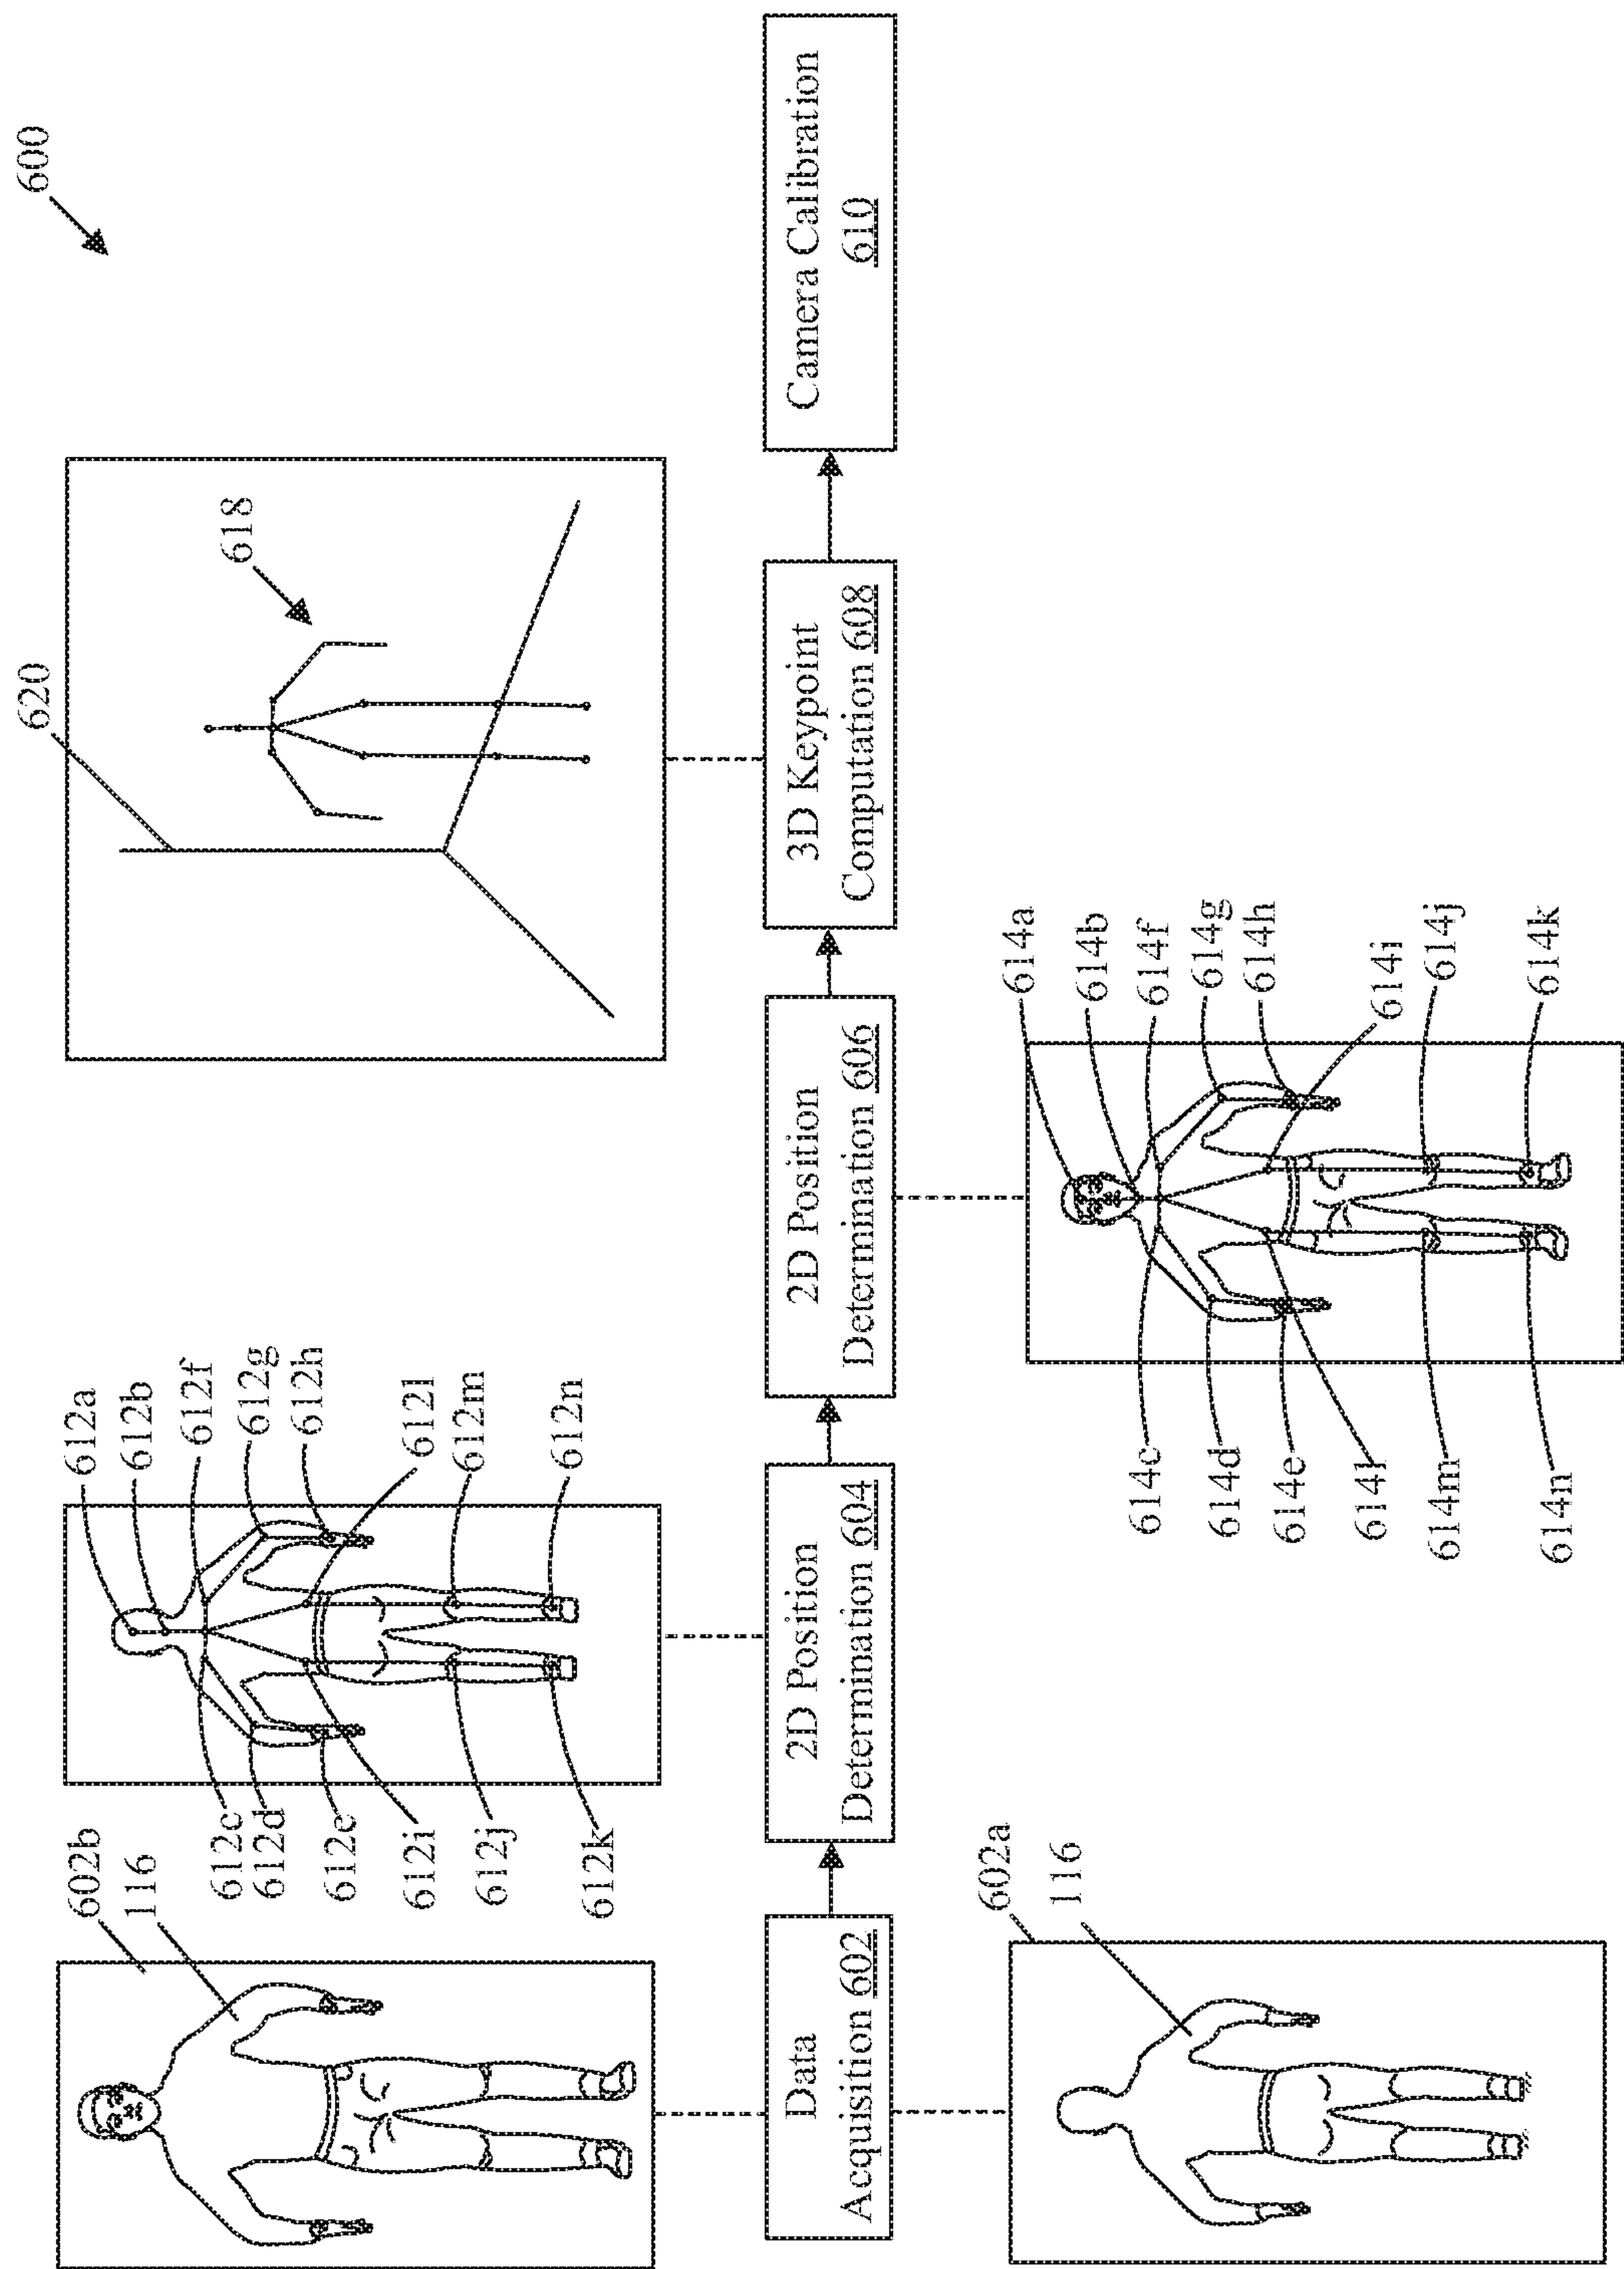 600
602b
116
612a
612b
612f
612g
612h
612l
612m
612n
612c
612d
612e
612i
612j
612k
620
618
Data
Acquisition 602
2D Position
Determination 604
2D Position
Determination 606
3D Keypoint
Computation 608
Camera Calibration
610
602a
116
614a
614b
614f
614g
614h
614i
614j
614k
614c
614d
614e
614l
614m
614n